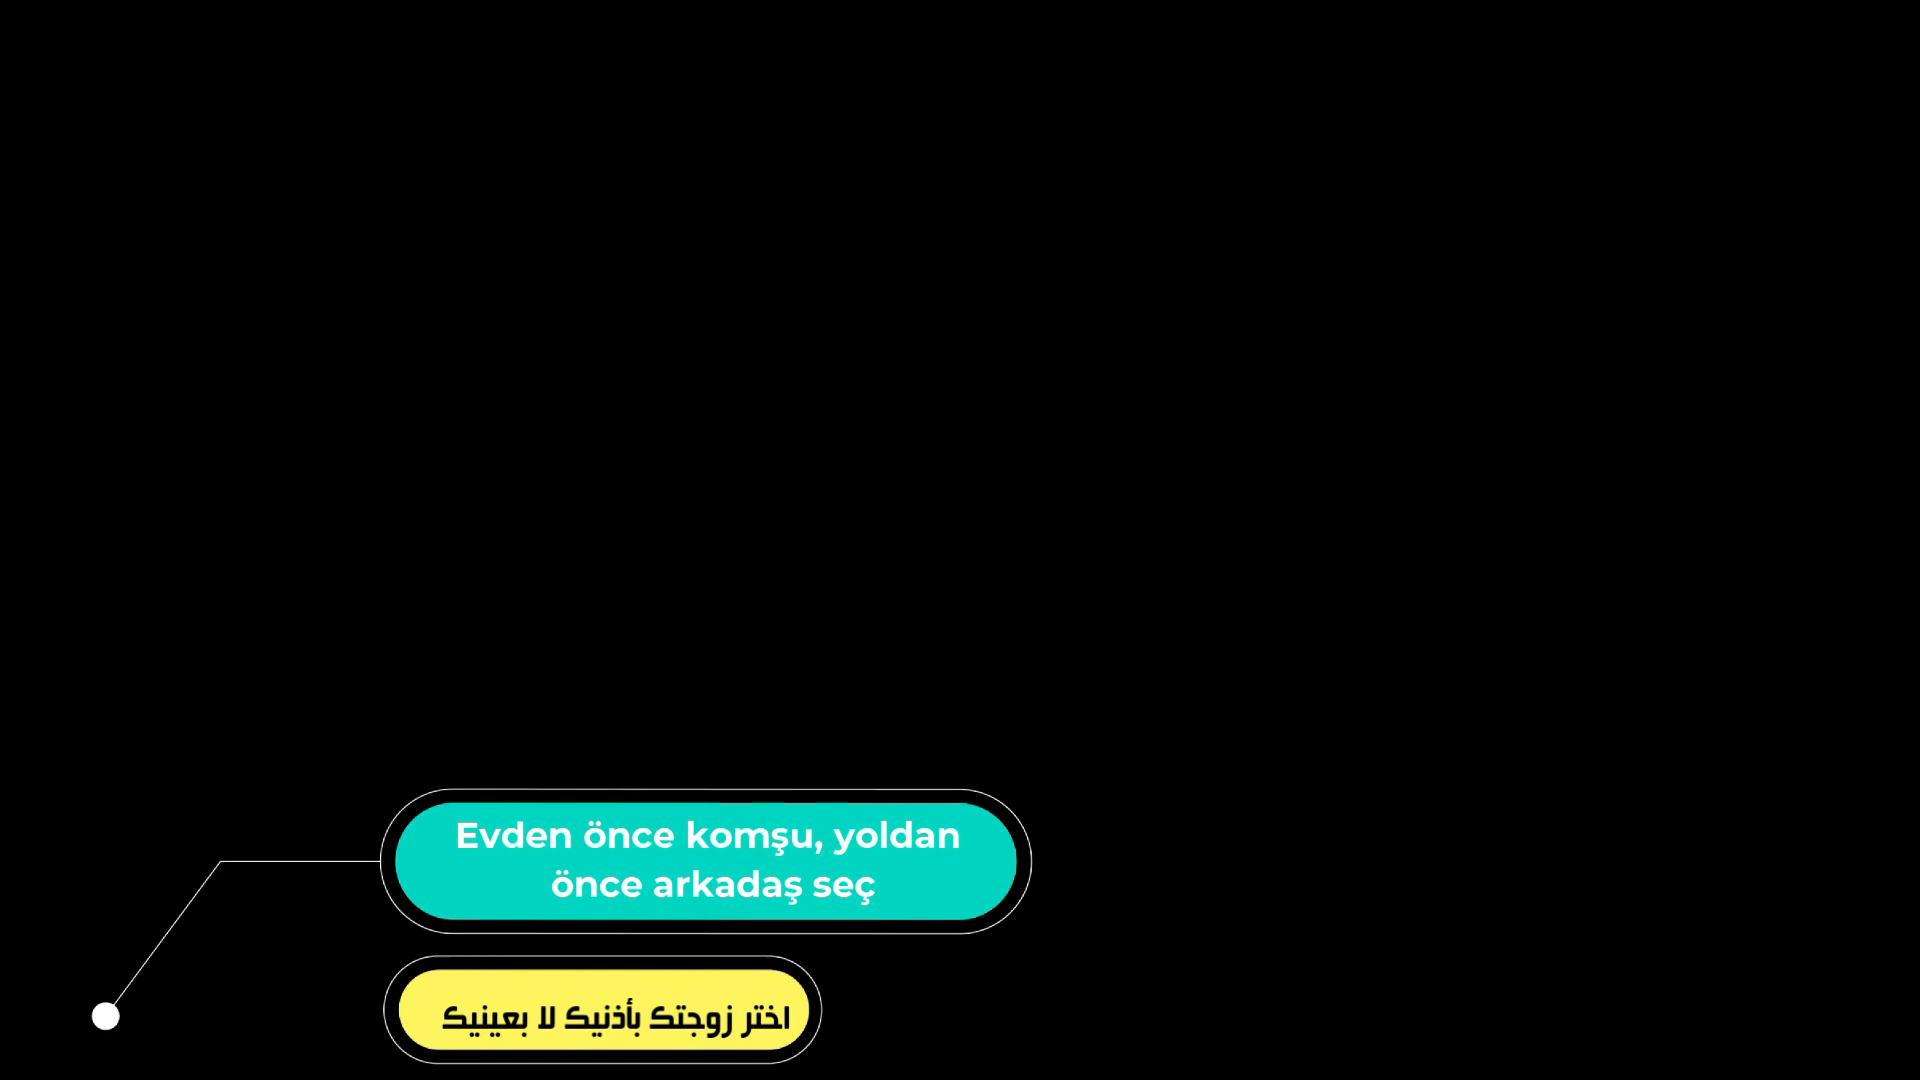 Evden önce komşu, yoldan
önce arkadaş seç
اختر زوجتك بأذنيك لا بعينيك